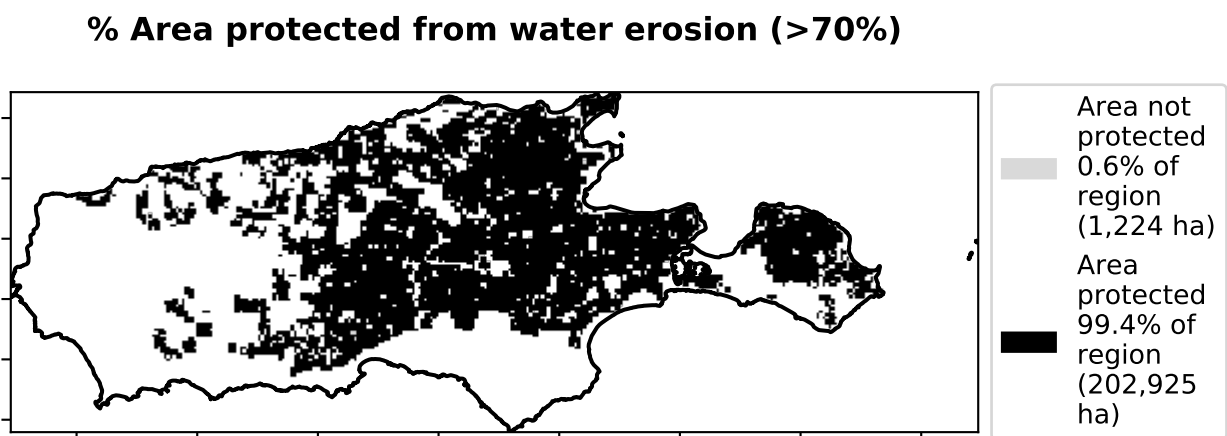 % Area protected from water erosion (>70%)
Area not
protected
0.6% of
region
(1,224 ha)
Area
protected
99.4% of
region
(202,925
ha)